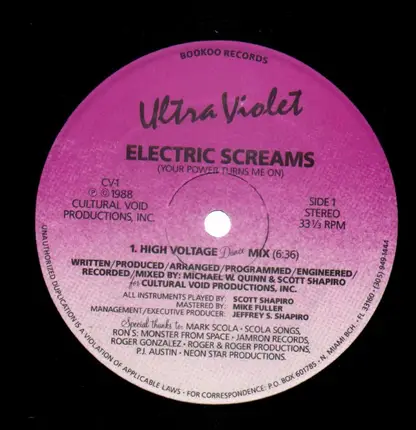 BOOKOO RECORDS
Ultra Violet
ELECTRIC SCREAMS
(YOUR POWER TURNS ME ON)
CV-1
℗ ©1988
CULTURAL VOID
PRODUCTIONS, INC.
SIDE 1
STEREO
33 1/3 RPM
1. HIGH VOLTAGE Dance MIX (6:36)
WRITTEN/PRODUCED/ARRANGED/PROGRAMMED/ENGINEERED/
RECORDED/MIXED BY: MICHAEL W. QUINN & SCOTT SHAPIRO
for CULTURAL VOID PRODUCTIONS, INC.
ALL INSTRUMENTS PLAYED BY: SCOTT SHAPIRO
MASTERED BY: MIKE FULLER
MANAGEMENT/EXECUTIVE PRODUCER: JEFFREY S. SHAPIRO
Special thanks to: MARK SCOLA - SCOLA SONGS,
RON S: MONSTER FROM SPACE - JAMRON RECORDS,
ROGER GONZALEZ - ROGER & ROGER PRODUCTIONS,
P.J. AUSTIN - NEON STAR PRODUCTIONS.
UNAUTHORIZED DUPLICATION IS A VIOLATION OF APPLICABLE LAWS - FOR CORRESPONDENCE: P.O. BOX 601785 - N. MIAMI BCH. - FL 33160 (305) 949-1444